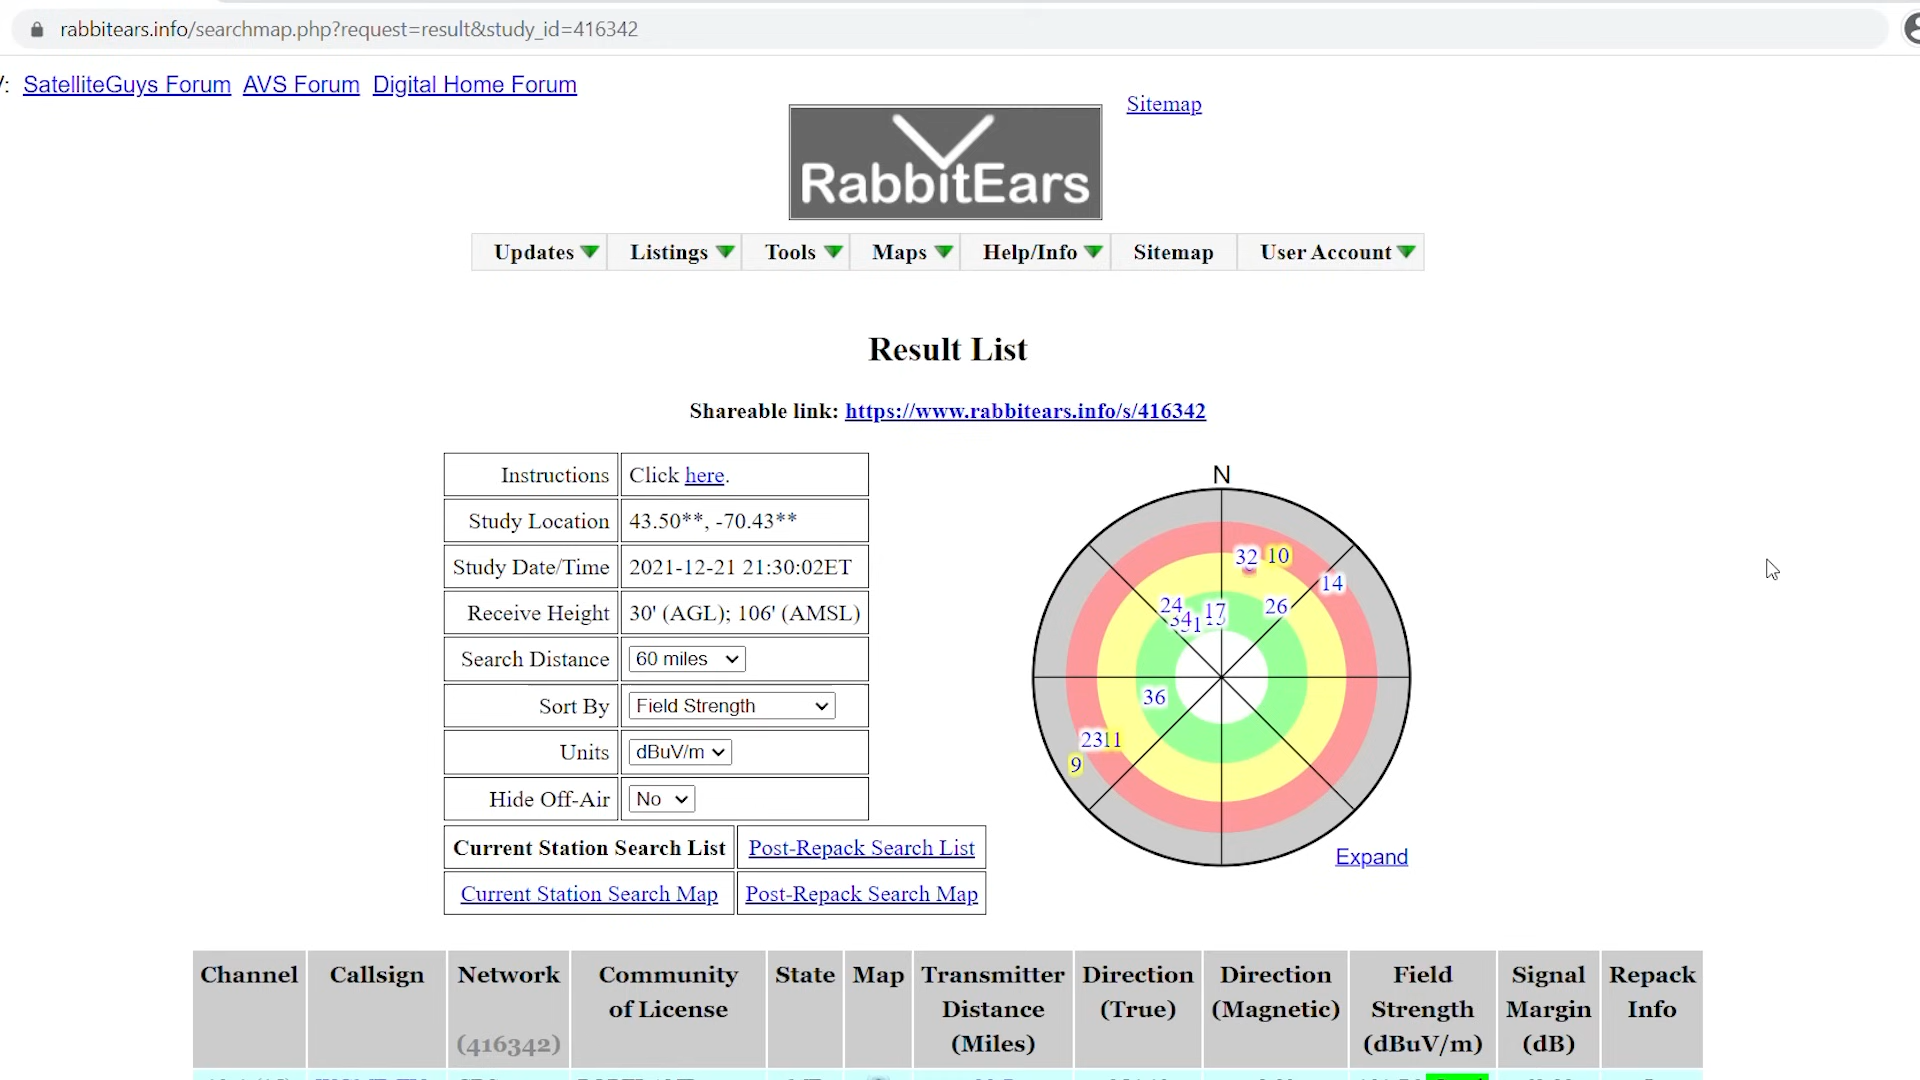 rabbitears.info/searchmap.php?request=result&study_id=416342
SatelliteGuys Forum AVS Forum Digital Home Forum
Sitemap
RabbitEars
Updates Listings Tools Maps Help/Info Sitemap User Account
Result List
Shareable link: https://www.rabbitears.info/s/416342
Instructions Click here.
Study Location 43.50**, -70.43**
Study Date/Time 2021-12-21 21:30:02ET
Receive Height 30' (AGL); 106' (AMSL)
Search Distance 60 miles
Sort By Field Strength
Units dBuV/m
Hide Off-Air No
Current Station Search List Post-Repack Search List
Current Station Search Map Post-Repack Search Map
N
32 10
14
24 17 26
36
23 11
9
Expand
Channel Callsign Network Community State Map Transmitter Direction Direction Field Signal Repack
of License Distance (True) (Magnetic) Strength Margin Info
(416342) (Miles) (dBuV/m) (dB)